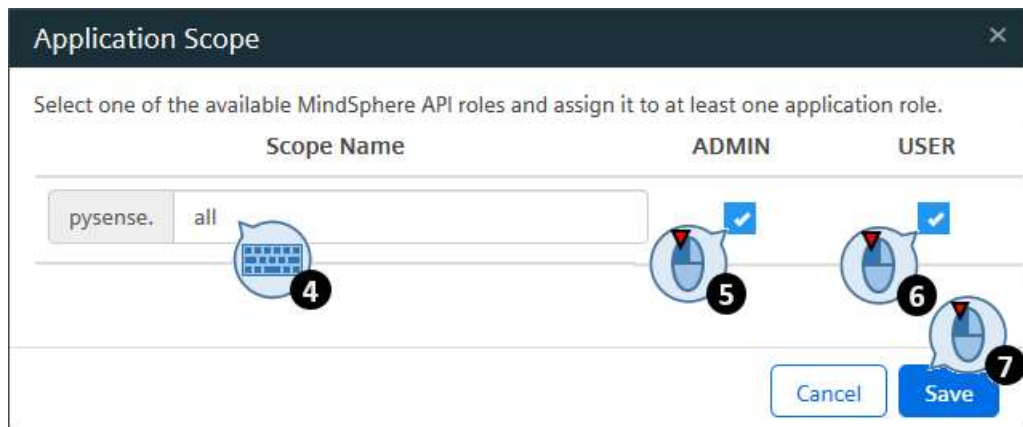 Application Scope ×
Select one of the available MindSphere API roles and assign it to at least one application role.
Scope Name ADMIN USER
pysense. all
4 5 6
7
Cancel Save